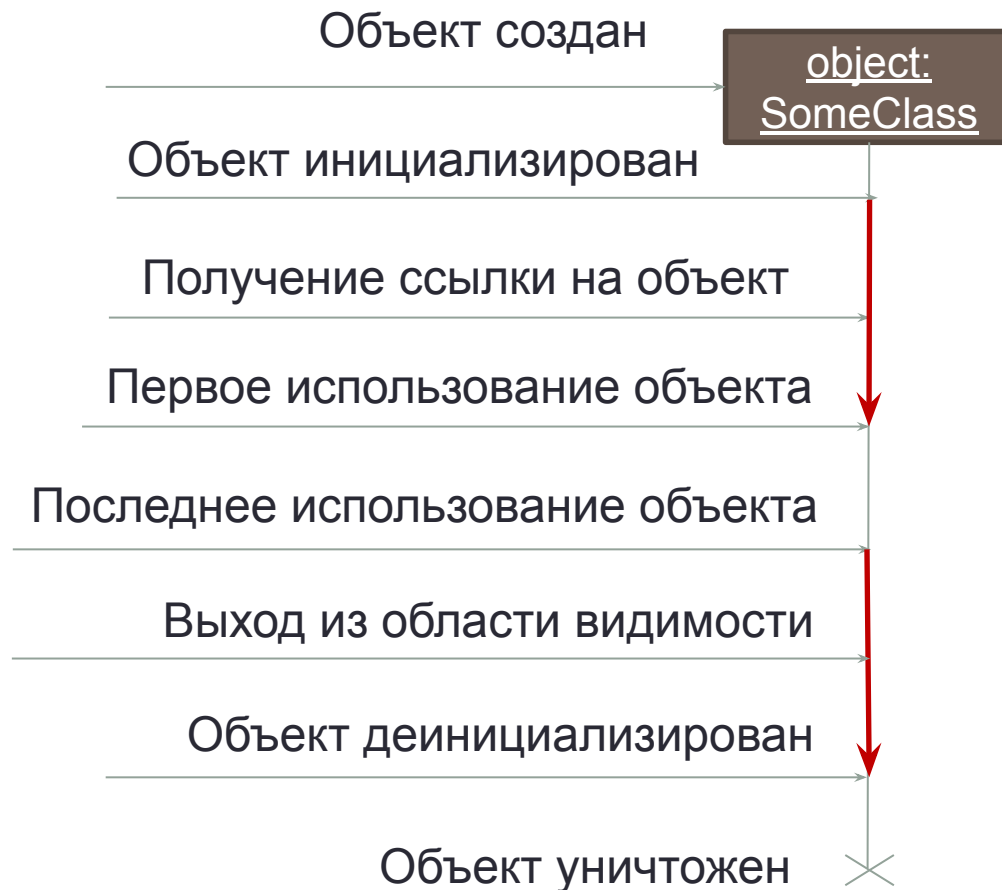 Объект создан
object:
SomeClass
Объект инициализирован
Получение ссылки на объект
Первое использование объекта
Последнее использование объекта
Выход из области видимости
Объект деинициализирован
Объект уничтожен